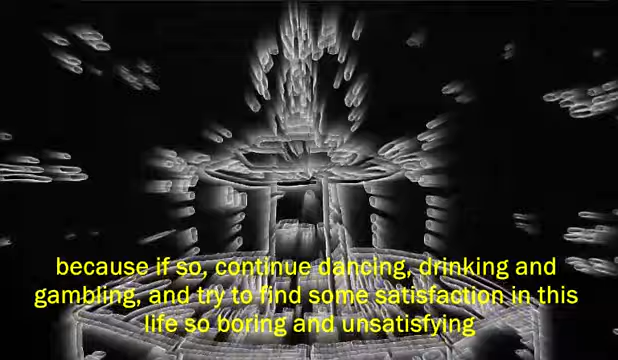 because if so, continue dancing, drinking and
gambling, and try to find some satisfaction in this
life so boring and unsatisfying